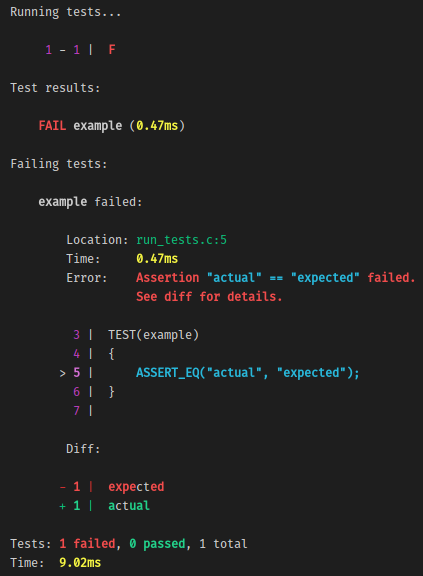 Running tests...
1 - 1 | F
Test results:
FAIL example (0.47ms)
Failing tests:
example failed:
Location: run_tests.c:5
Time: 0.47ms
Error: Assertion "actual" == "expected" failed.
See diff for details.
3 | TEST(example)
4 | {
> 5 | ASSERT_EQ("actual", "expected");
6 | }
7 |
Diff:
- 1 | expected
+ 1 | actual
Tests: 1 failed, 0 passed, 1 total
Time: 9.02ms